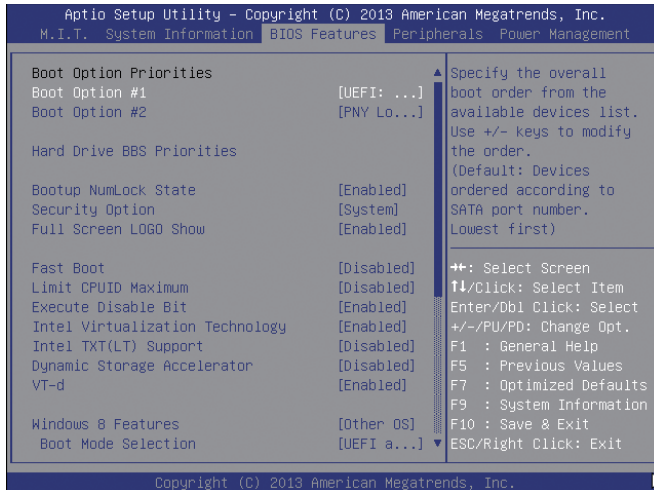 Aptio Setup Utility – Copyright (C) 2013 American Megatrends, Inc.
M.I.T. System Information BIOS Features Peripherals Power Management
Boot Option Priorities
Boot Option #1 [UEFI: ...]
Boot Option #2 [PNY Lo...]
Hard Drive BBS Priorities
Bootup NumLock State [Enabled]
Security Option [System]
Full Screen LOGO Show [Enabled]
Fast Boot [Disabled]
Limit CPUID Maximum [Disabled]
Execute Disable Bit [Enabled]
Intel Virtualization Technology [Enabled]
Intel TXT(LT) Support [Disabled]
Dynamic Storage Accelerator [Disabled]
VT-d [Enabled]
Windows 8 Features [Other OS]
Boot Mode Selection [UEFI a...]
Specify the overall
boot order from the
available devices list.
Use +/- keys to modify
the order.
(Default: Devices
ordered according to
SATA port number.
Lowest first)
→←: Select Screen
↑↓/Click: Select Item
Enter/Dbl Click: Select
+/-/PU/PD: Change Opt.
F1 : General Help
F5 : Previous Values
F7 : Optimized Defaults
F9 : System Information
F10 : Save & Exit
ESC/Right Click: Exit
Copyright (C) 2013 American Megatrends, Inc.